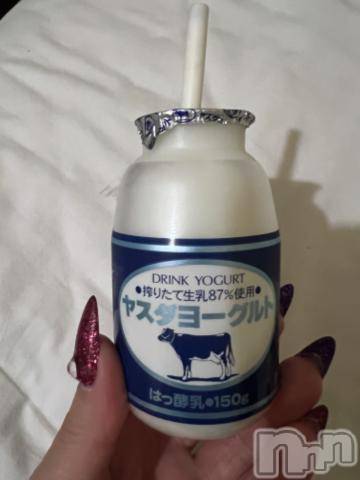 DRINK YOGURT
●搾りたて生乳87%使用●
ヤスダヨーグルト
はっ酵乳●150g
nnn